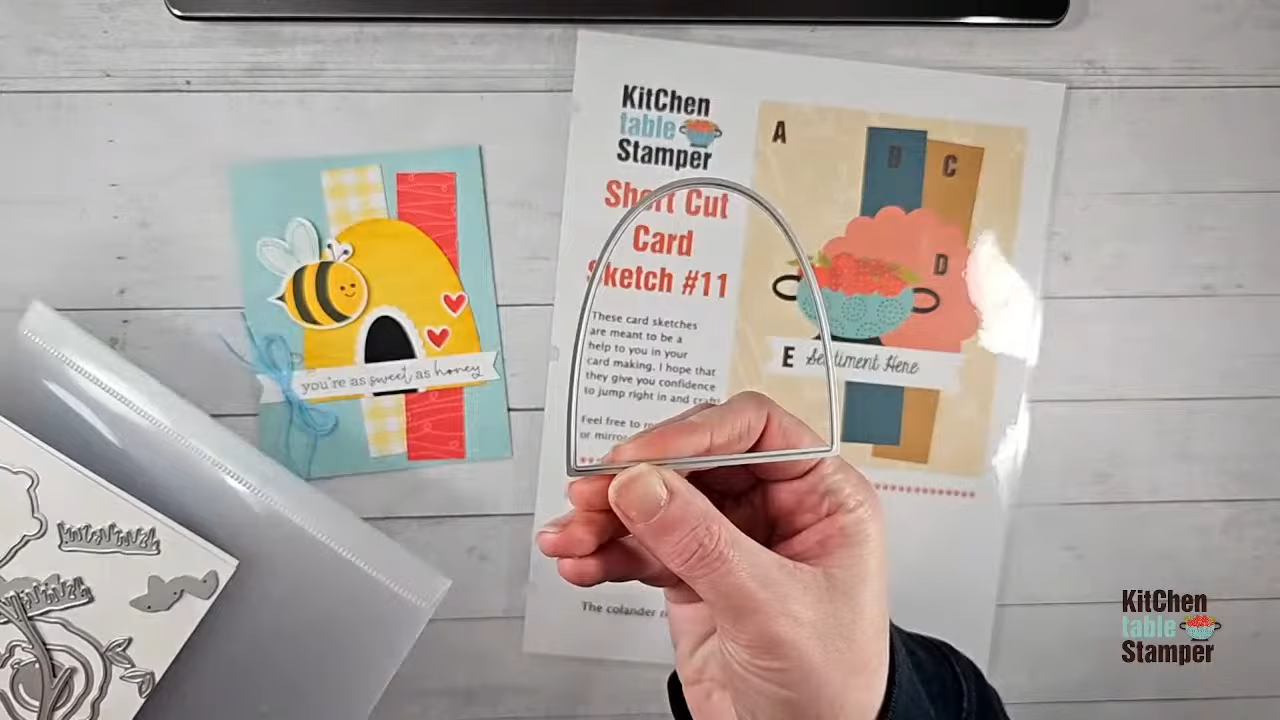 KitChen
table
Stamper
Short Cut
Card
Sketch #11
These card sketches
are meant to be a
help to you in your
card making. I hope that
they give you confidence
to jump right in and craft
Feel free to
or mirror
The colander
A
B
C
D
E
Sentiment Here
you're as sweet as honey
KitChen
table
Stamper